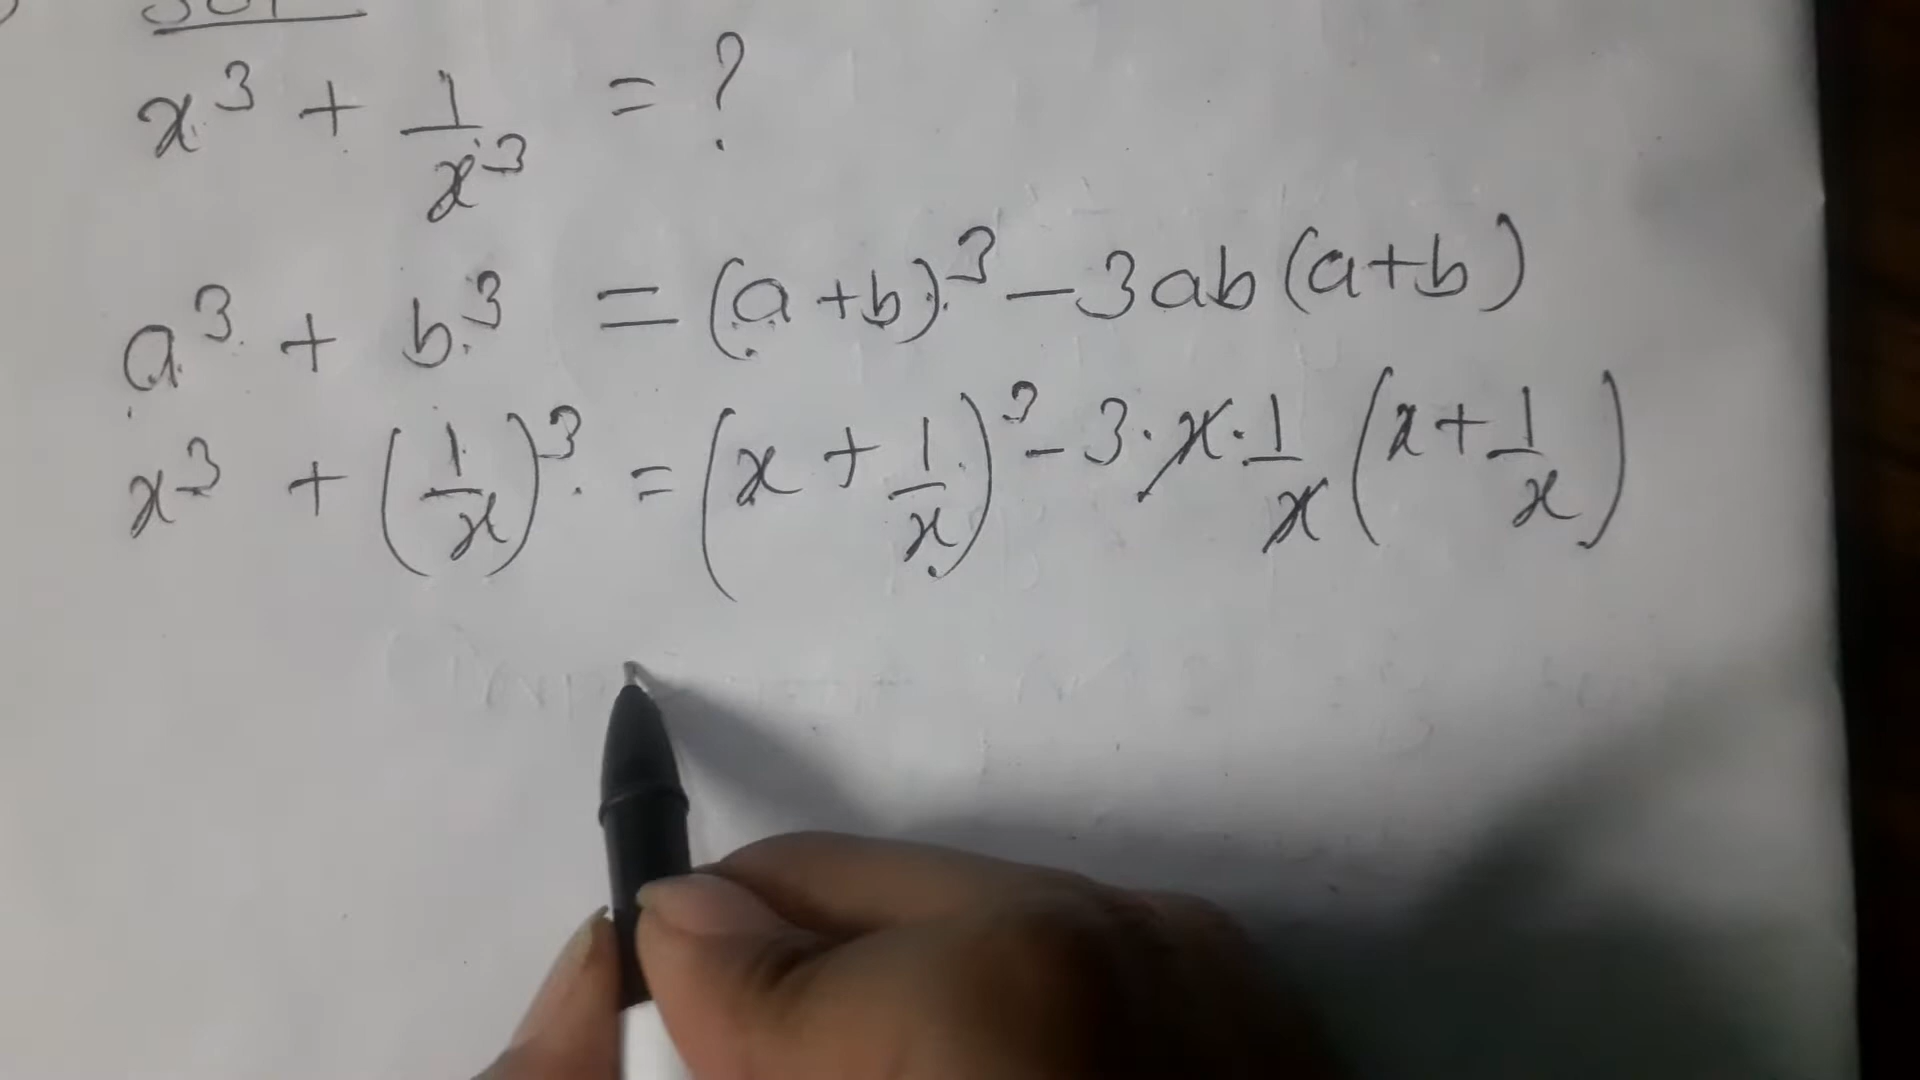 x³ + 1/x³ = ?
a³ + b³ = (a+b)³ - 3ab(a+b)
x³ + (1/x)³ = (x + 1/x)³ - 3·x·1/x (x + 1/x)